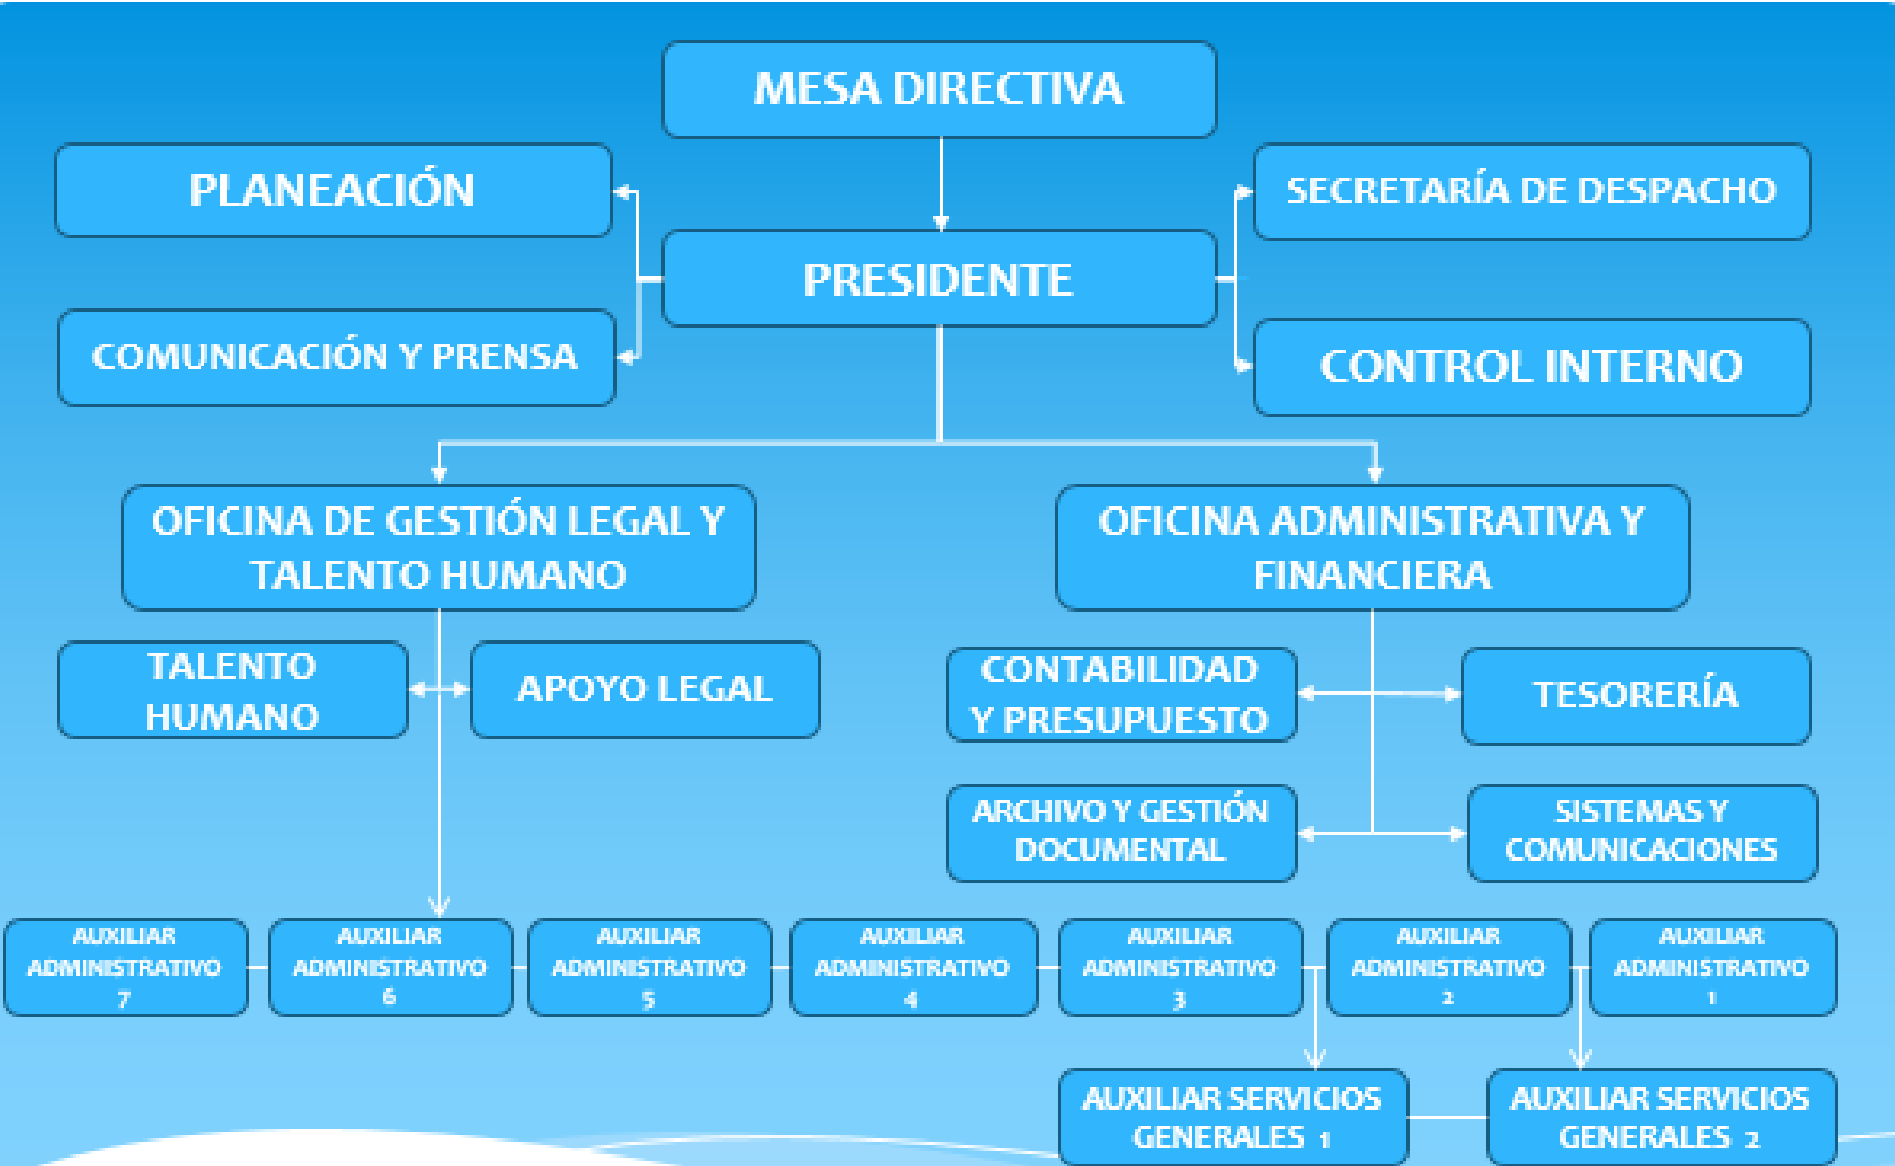 MESA DIRECTIVA
PLANEACIÓN
SECRETARÍA DE DESPACHO
PRESIDENTE
COMUNICACIÓN Y PRENSA
CONTROL INTERNO
OFICINA DE GESTIÓN LEGAL Y
TALENTO HUMANO
OFICINA ADMINISTRATIVA Y
FINANCIERA
TALENTO
HUMANO
APOYO LEGAL
CONTABILIDAD
Y PRESUPUESTO
TESORERÍA
ARCHIVO Y GESTIÓN
DOCUMENTAL
SISTEMAS Y
COMUNICACIONES
AUXILIAR
ADMINISTRATIVO
7
AUXILIAR
ADMINISTRATIVO
6
AUXILIAR
ADMINISTRATIVO
5
AUXILIAR
ADMINISTRATIVO
4
AUXILIAR
ADMINISTRATIVO
3
AUXILIAR
ADMINISTRATIVO
2
AUXILIAR
ADMINISTRATIVO
1
AUXILIAR SERVICIOS
GENERALES 1
AUXILIAR SERVICIOS
GENERALES 2